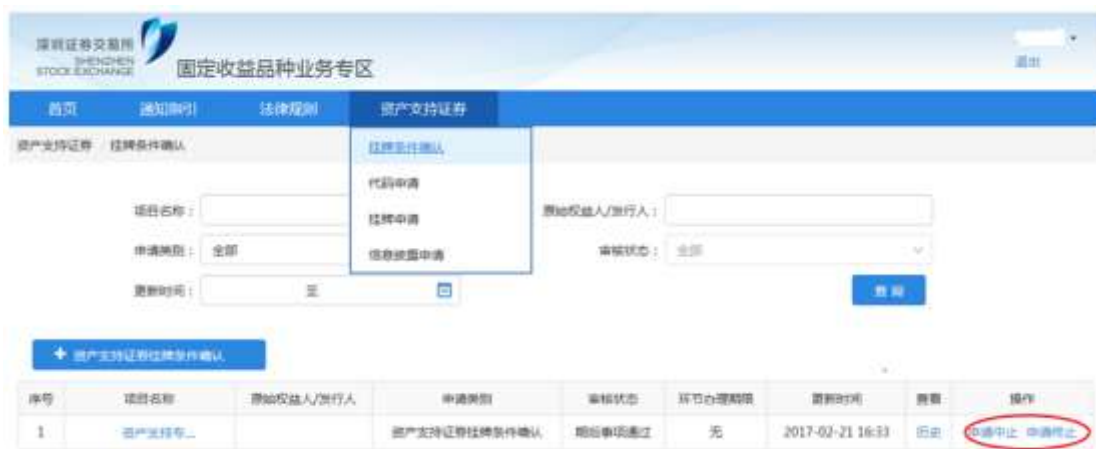 深圳证券交易所
SHENZHEN
STOCK EXCHANGE
固定收益品种业务专区
退出
首页 通知指引 法律规则 资产支持证券
资产支持证券 挂牌条件确认
挂牌条件确认
代码申请
挂牌申请
信息披露申请
项目名称： 原始权益人/发行人：
申请类别： 全部 审核状态： 全部
更新时间： 至 查询
+ 资产支持证券挂牌条件确认
序号 项目名称 原始权益人/发行人 申请类别 审核状态 环节办理期限 更新时间 查看 操作
1 资产支持专... 资产支持证券挂牌条件确认 期后事项通过 无 2017-02-21 16:33 历史 申请中止 申请终止